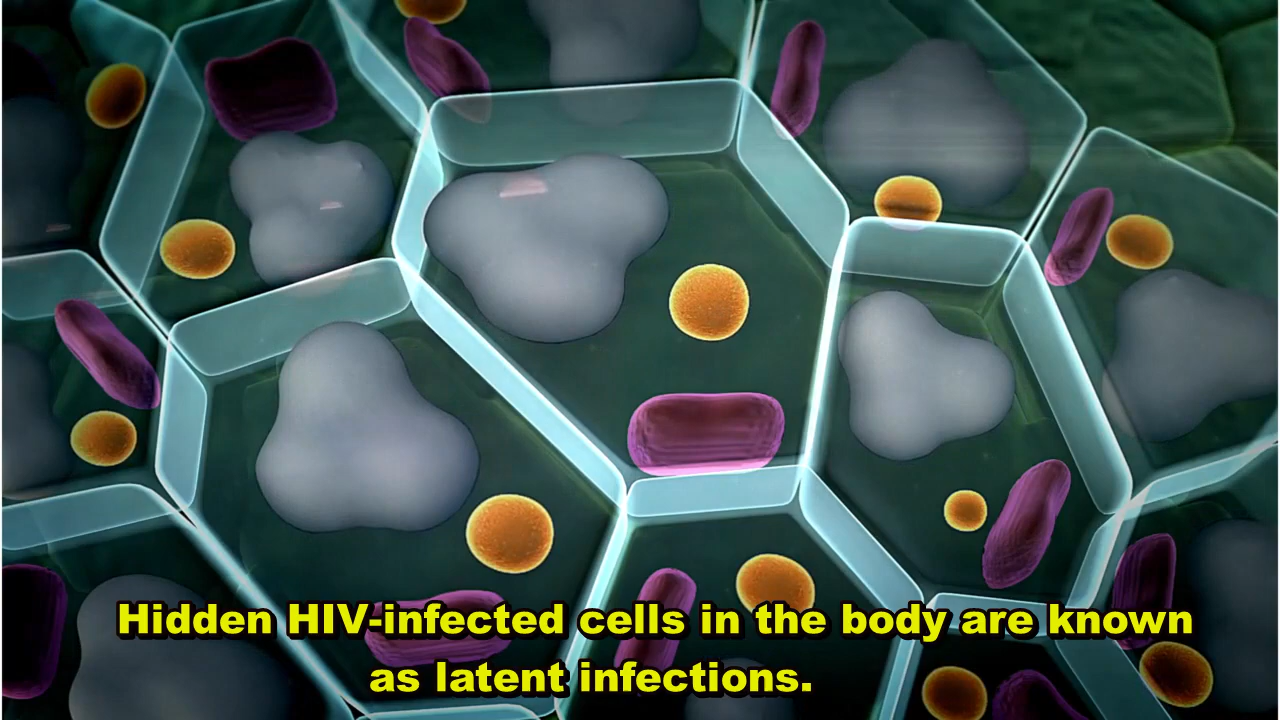 Hidden HIV-infected cells in the body are known
as latent infections.